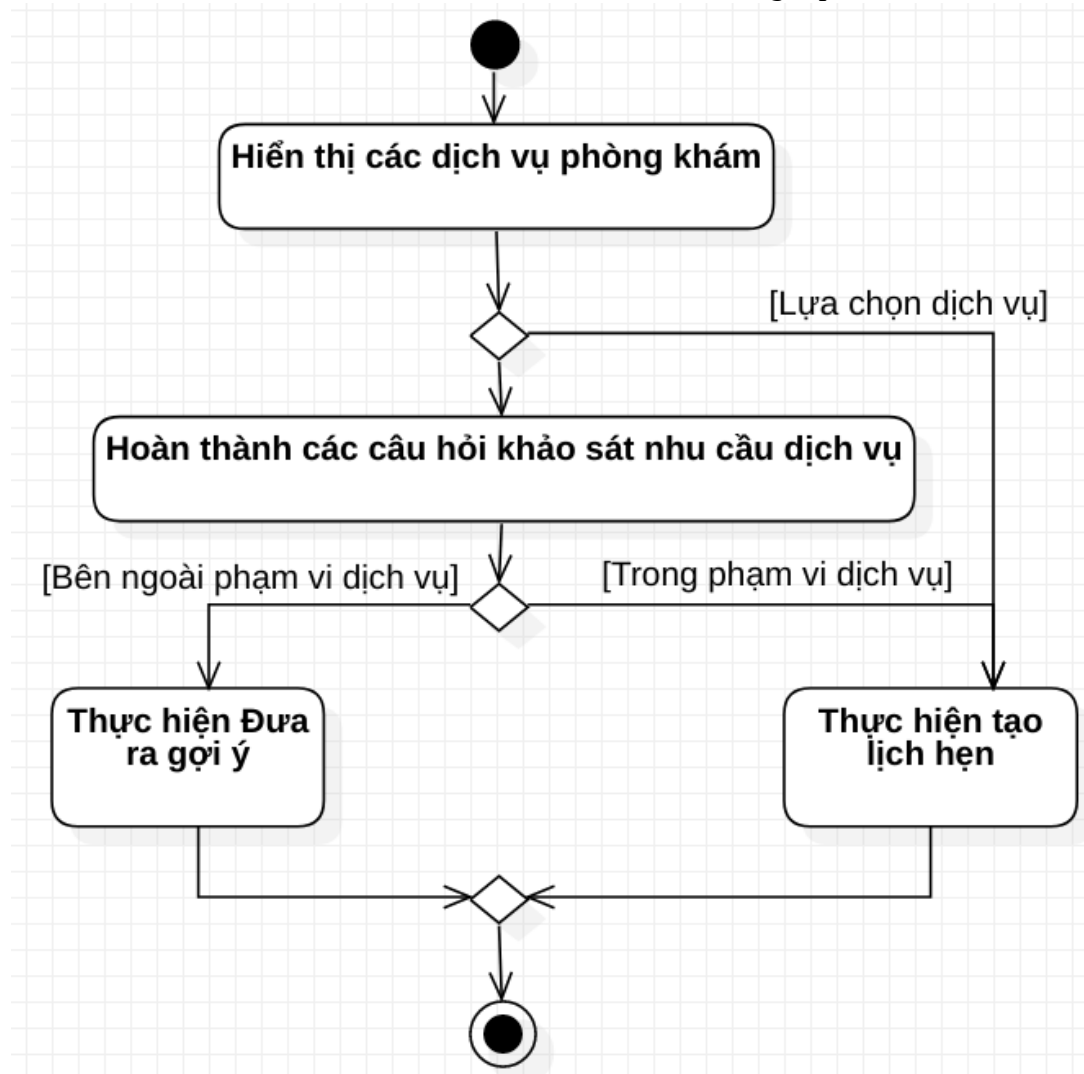 Hiển thị các dịch vụ phòng khám
[Lựa chọn dịch vụ]
Hoàn thành các câu hỏi khảo sát nhu cầu dịch vụ
[Bên ngoài phạm vi dịch vụ]
[Trong phạm vi dịch vụ]
Thực hiện Đưa
ra gợi ý
Thực hiện tạo
lịch hẹn